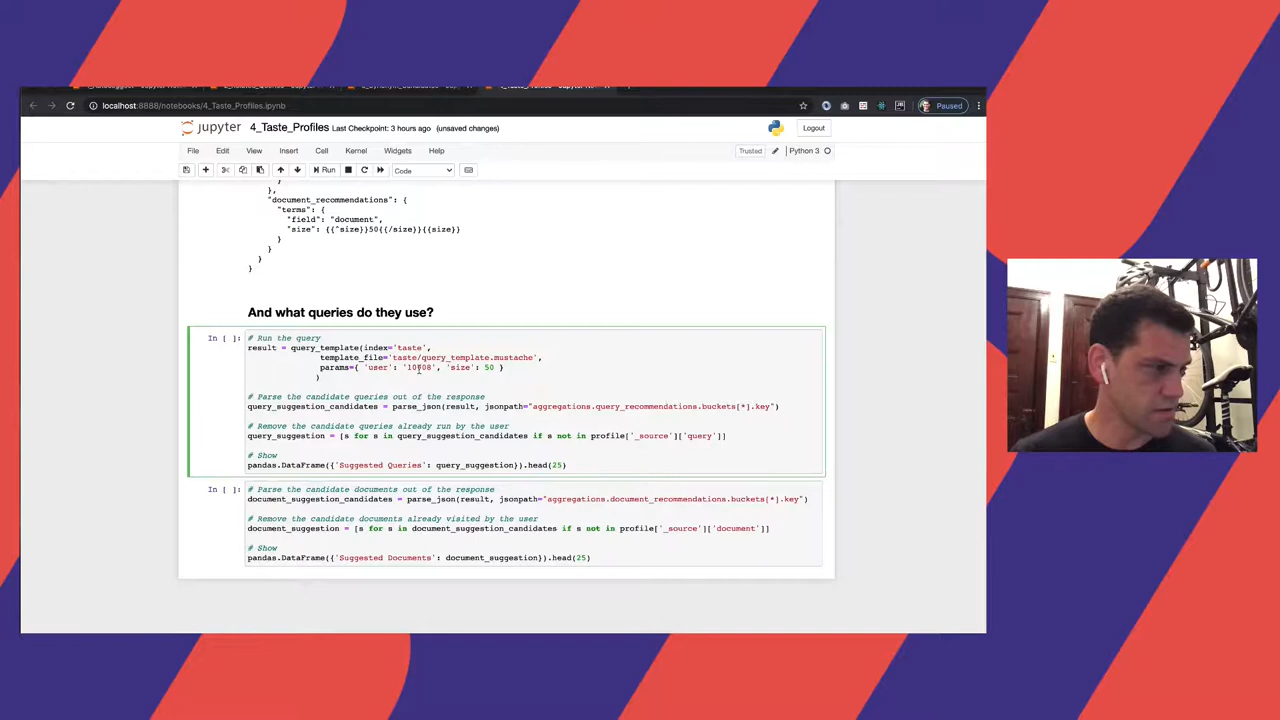 localhost:8888/notebooks/4_Taste_Profiles.ipynb
Paused
jupyter 4_Taste_Profiles Last Checkpoint: 3 hours ago (unsaved changes)
Logout
File Edit View Insert Cell Kernel Widgets Help
Trusted Python 3
Run Code
}
},
"document_recommendations": {
"terms": {
"field": "document",
"size": {{^size}}50{{/size}}{{size}}
}
}
}
}
And what queries do they use?
In [ ]: # Run the query
result = query_template(index='taste',
template_file='taste/query_template.mustache',
params={ 'user': '10008', 'size': 50 }
)
# Parse the candidate queries out of the response
query_suggestion_candidates = parse_json(result, jsonpath="aggregations.query_recommendations.buckets[*].key")
# Remove the candidate queries already run by the user
query_suggestion = [s for s in query_suggestion_candidates if s not in profile['_source']['query']]
# Show
pandas.DataFrame({'Suggested Queries': query_suggestion}).head(25)
In [ ]: # Parse the candidate documents out of the response
document_suggestion_candidates = parse_json(result, jsonpath="aggregations.document_recommendations.buckets[*].key")
# Remove the candidate documents already visited by the user
document_suggestion = [s for s in document_suggestion_candidates if s not in profile['_source']['document']]
# Show
pandas.DataFrame({'Suggested Documents': document_suggestion}).head(25)